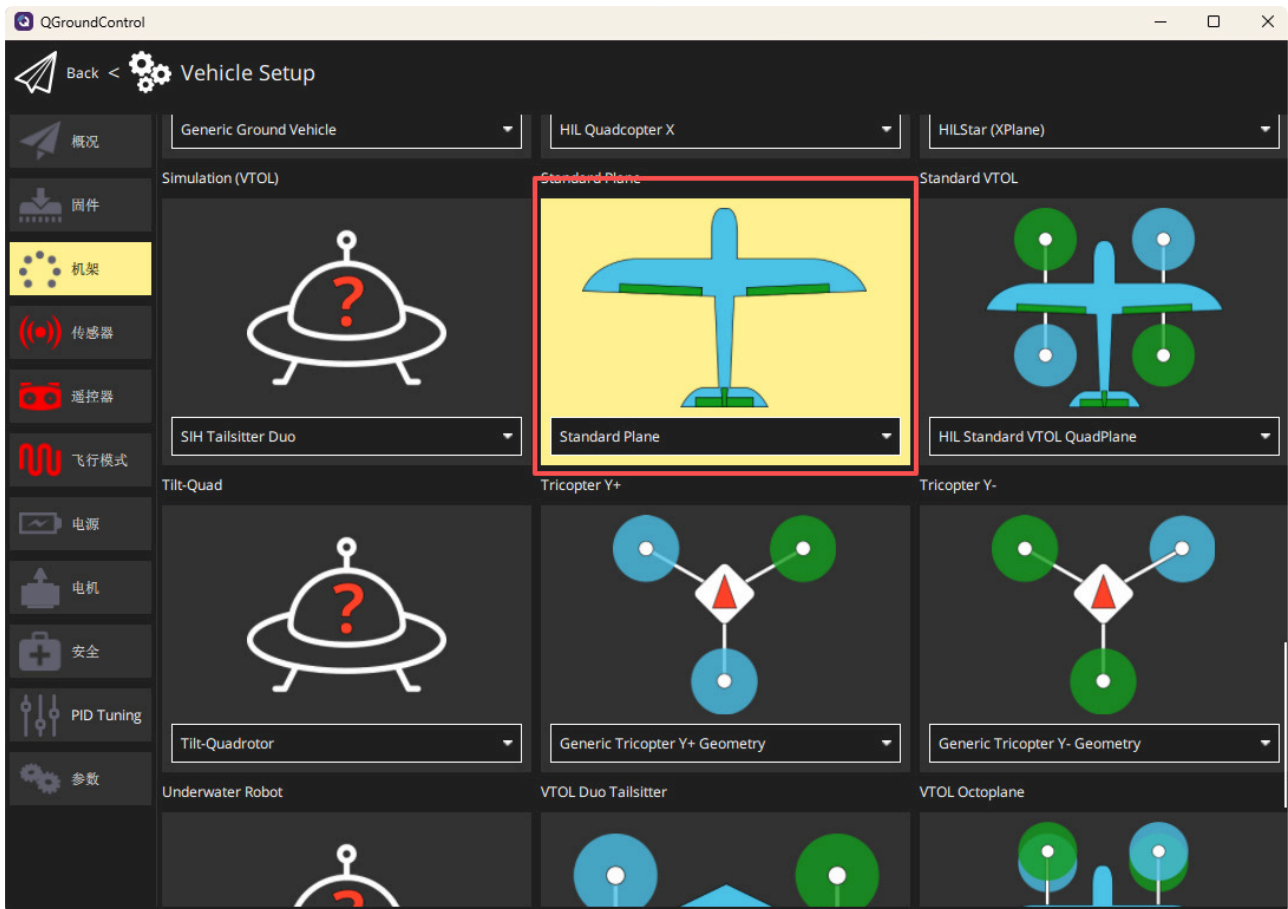 QGroundControl
Back < Vehicle Setup
概况
固件
机架
传感器
遥控器
飞行模式
电源
电机
安全
PID Tuning
参数
Generic Ground Vehicle
HIL Quadcopter X
HILStar (XPlane)
Simulation (VTOL)
Standard Plane
Standard VTOL
?
SIH Tailsitter Duo
Standard Plane
HIL Standard VTOL QuadPlane
Tilt-Quad
Tricopter Y+
Tricopter Y-
?
Tilt-Quadrotor
Generic Tricopter Y+ Geometry
Generic Tricopter Y- Geometry
Underwater Robot
VTOL Duo Tailsitter
VTOL Octoplane
?